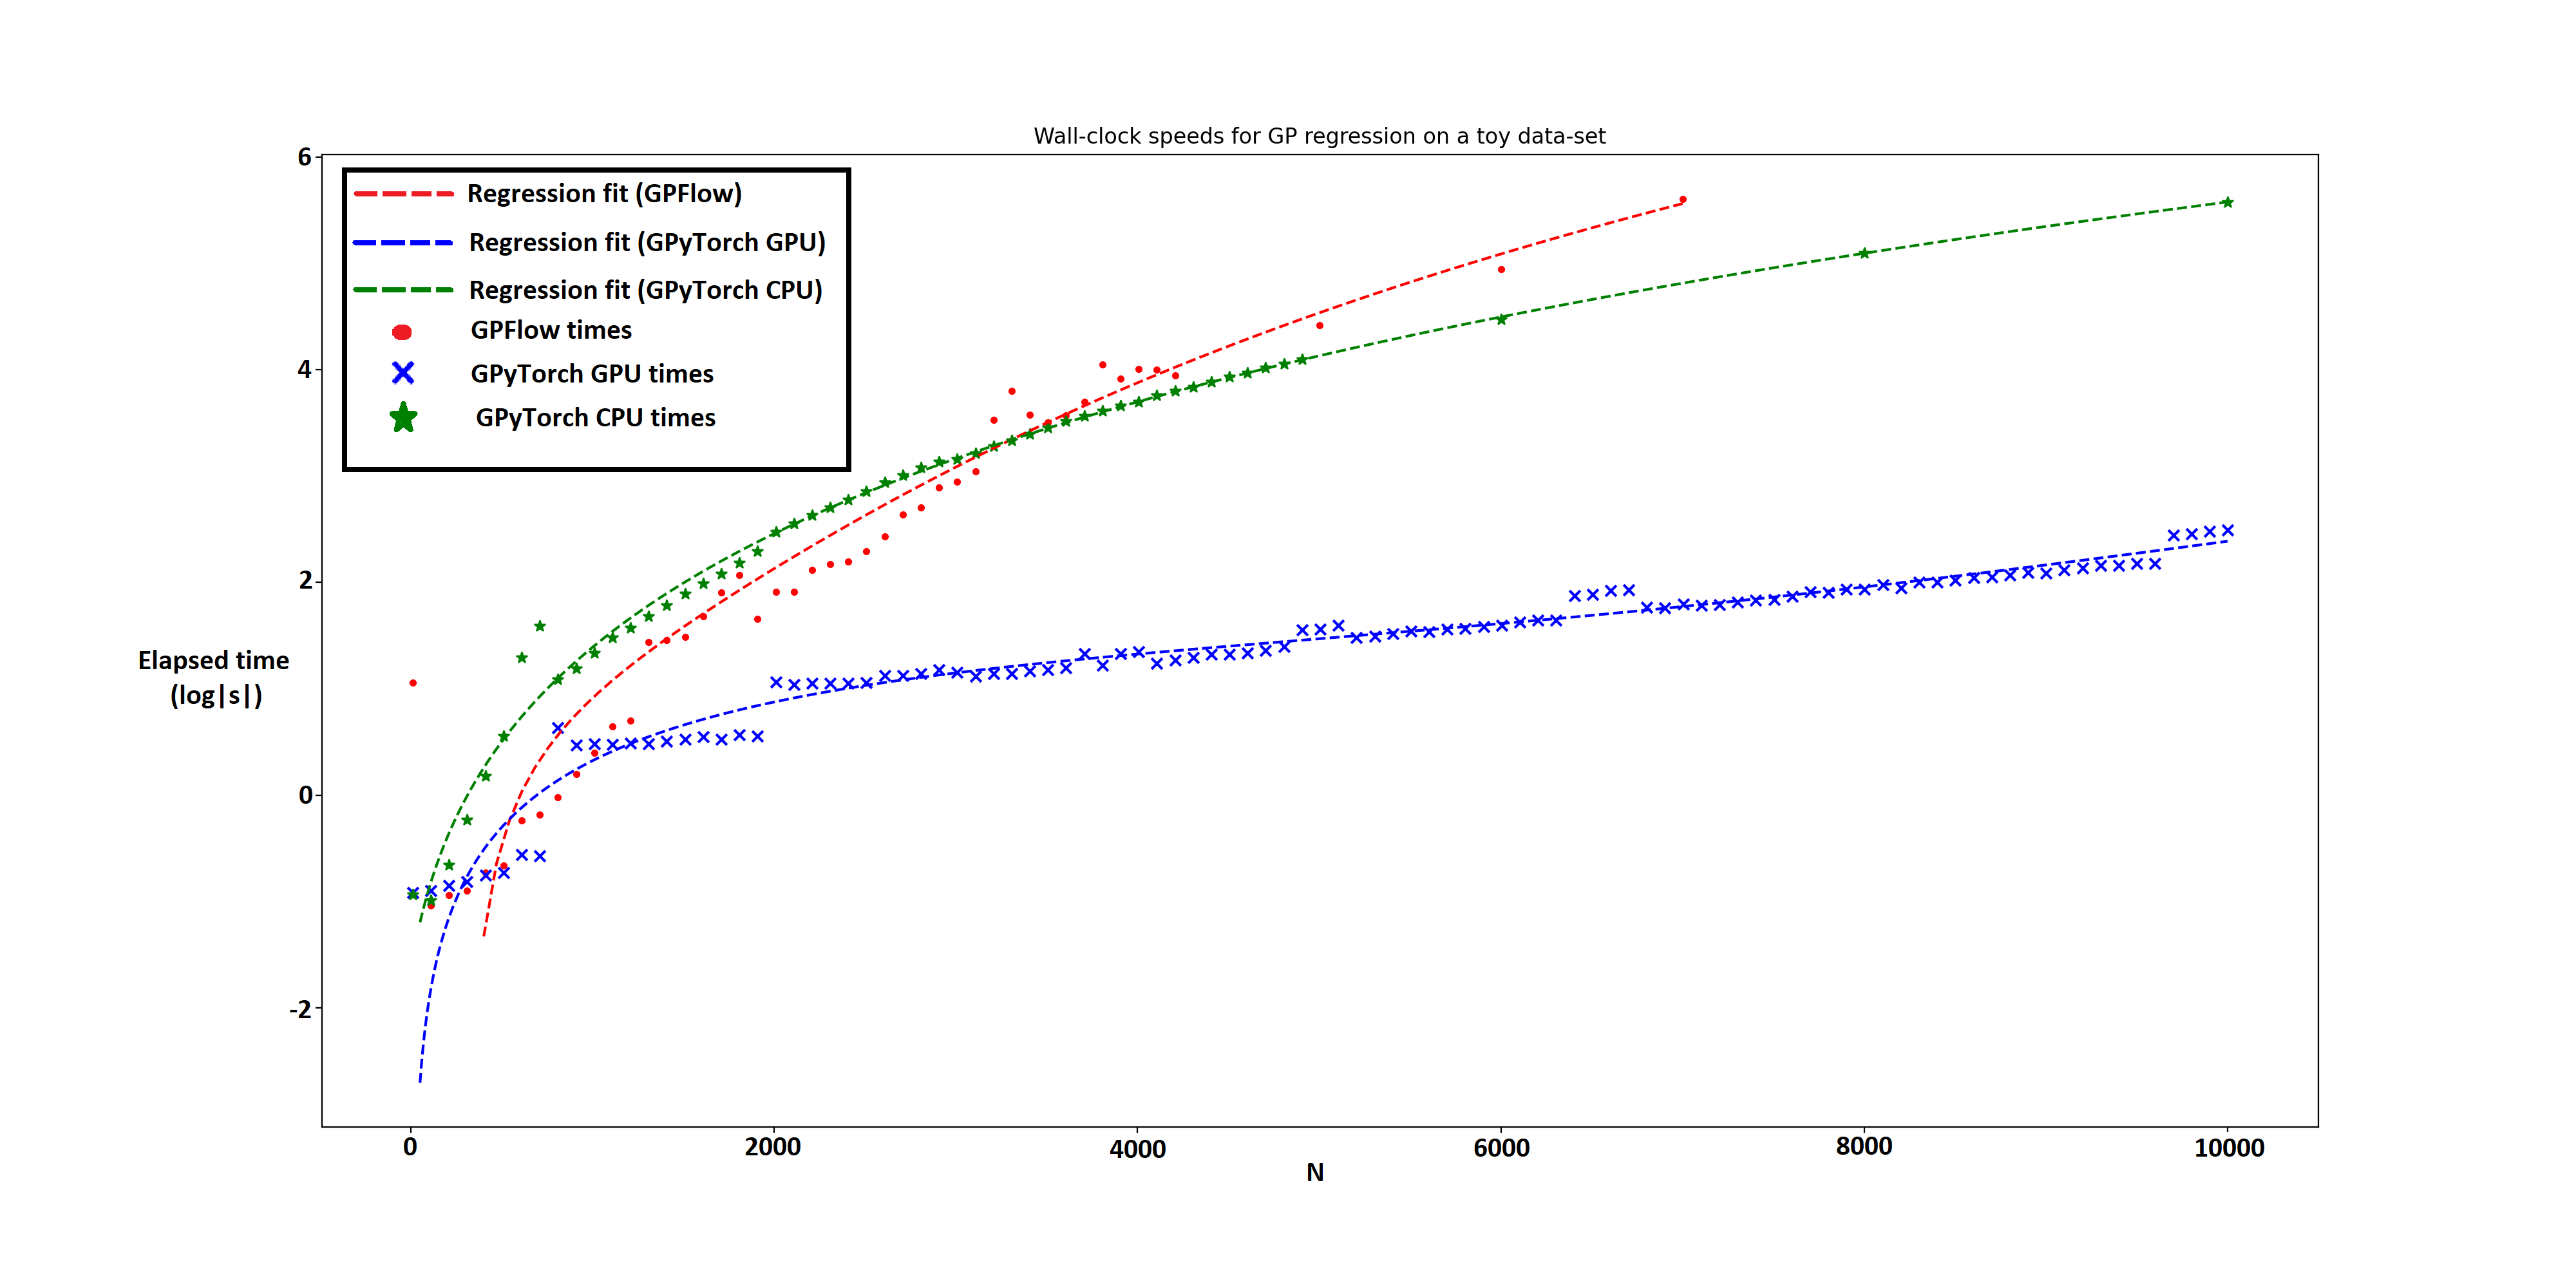 Wall-clock speeds for GP regression on a toy data-set
6
Regression fit (GPFlow)
Regression fit (GPyTorch GPU)
Regression fit (GPyTorch CPU)
GPFlow times
GPyTorch GPU times
GPyTorch CPU times
4
2
Elapsed time
(log|s|)
0
-2
0
2000
4000
6000
8000
10000
N